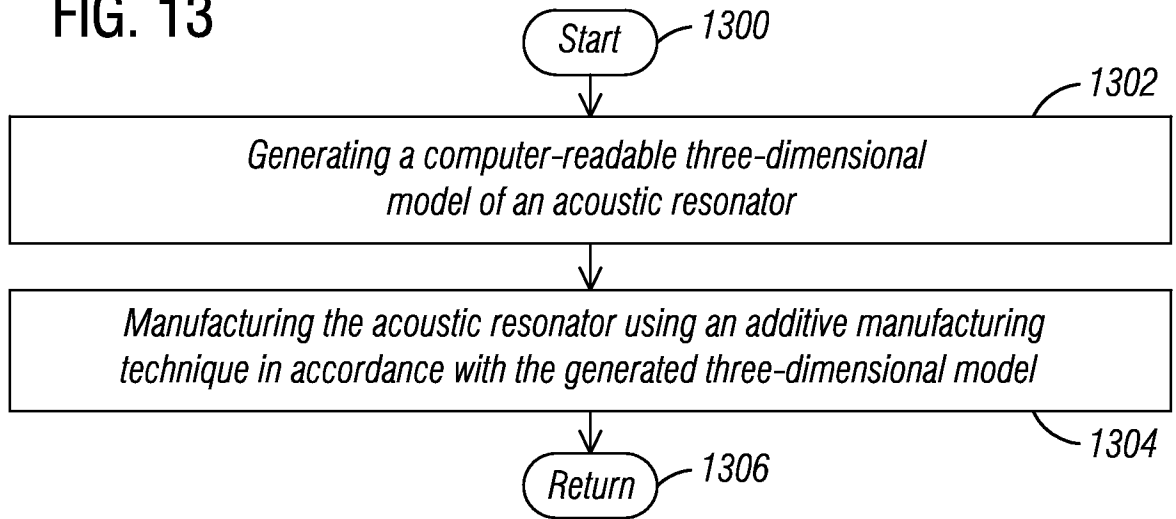 FIG. 13
Start
1300
1302
Generating a computer-readable three-dimensional
model of an acoustic resonator
Manufacturing the acoustic resonator using an additive manufacturing
technique in accordance with the generated three-dimensional model
1304
Return
1306